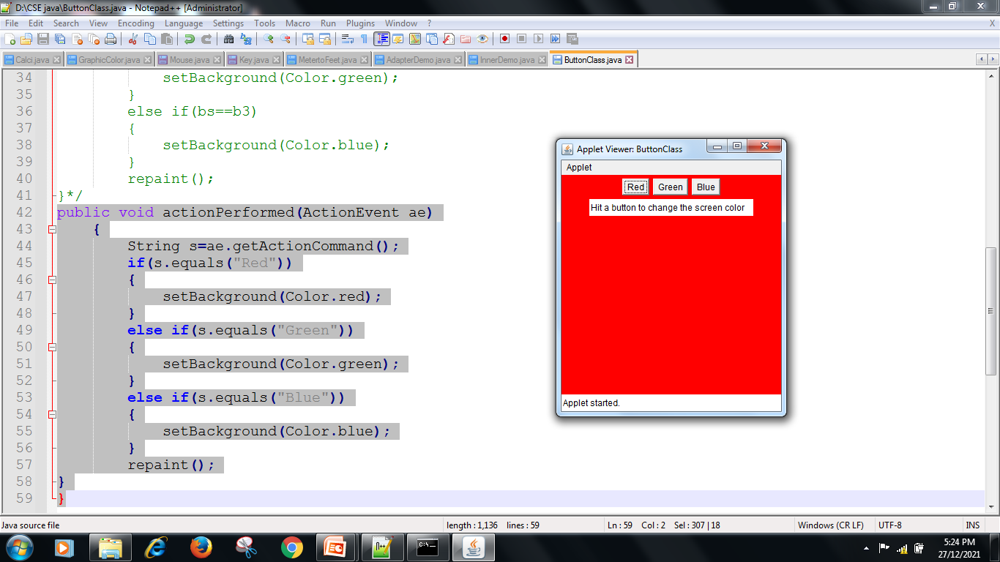 D:\CSE java\ButtonClass.java - Notepad++ [Administrator]
File Edit Search View Encoding Language Settings Tools Macro Run Plugins Window ? X
Calci.java GraphicColor.java Mouse.java Key.java MetertoFeet.java AdapterDemo.java InnerDemo.java ButtonClass.java
34 setBackground(Color.green);
35 }
36 else if(bs==b3)
37 {
38 setBackground(Color.blue);
39 }
40 repaint();
41 }*/
42 public void actionPerformed(ActionEvent ae)
43 {
44 String s=ae.getActionCommand();
45 if(s.equals("Red"))
46 {
47 setBackground(Color.red);
48 }
49 else if(s.equals("Green"))
50 {
51 setBackground(Color.green);
52 }
53 else if(s.equals("Blue"))
54 {
55 setBackground(Color.blue);
56 }
57 repaint();
58 }
59 }
Applet Viewer: ButtonClass
Applet
Red Green Blue
Hit a button to change the screen color
Applet started.
Java source file length : 1,136 lines : 59 Ln : 59 Col : 2 Sel : 307 | 18 Windows (CR LF) UTF-8 INS
5:24 PM
27/12/2021